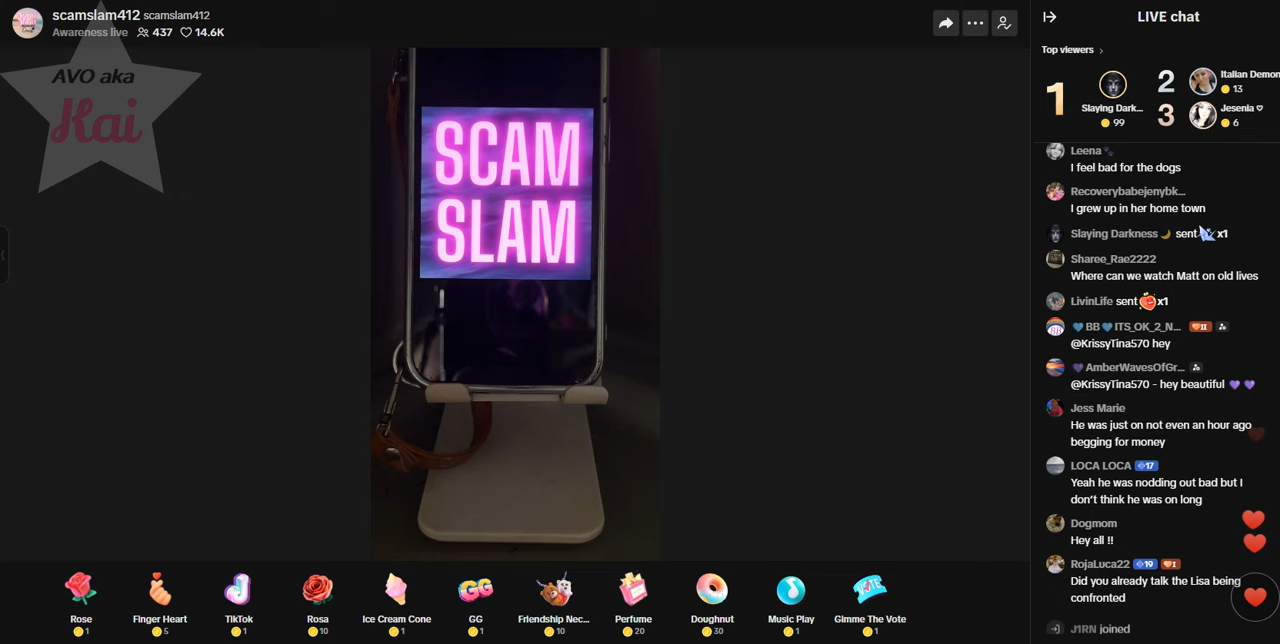 scamslam412 scamslam412
Awareness live 437 14.6K
AVO aka
Kai
SCAM
SLAM
Rose
1
Finger Heart
5
TikTok
1
Rosa
10
Ice Cream Cone
1
GG
GG
1
Friendship Nec...
10
Perfume
20
Doughnut
30
Music Play
1
VOTE
Gimme The Vote
1
LIVE chat
Top viewers
1
Slaying Dark...
99
2
Italian Demon
13
3
Jesenia
6
Leena
I feel bad for the dogs
Recoverybabejenybk...
I grew up in her home town
Slaying Darkness sent x1
Sharee_Rae2222
Where can we watch Matt on old lives
LivinLife sent x1
BB ITS_OK_2_N... II
@KrissyTina570 hey
AmberWavesOfGr...
@KrissyTina570 - hey beautiful
Jess Marie
He was just on not even an hour ago
begging for money
LOCA LOCA 17
Yeah he was nodding out bad but I
don't think he was on long
Dogmom
Hey all !!
RojaLuca22 19 I
Did you already talk the Lisa being
confronted
J1RN joined